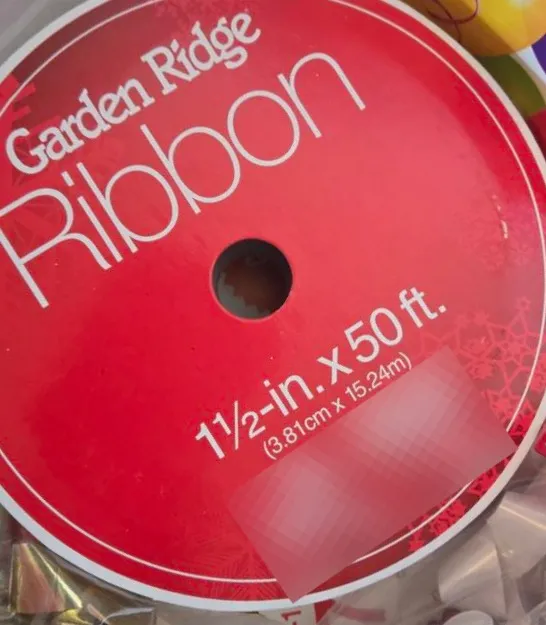 Garden Ridge
Ribbon
1½-in. x 50 ft.
(3.81cm x 15.24m)